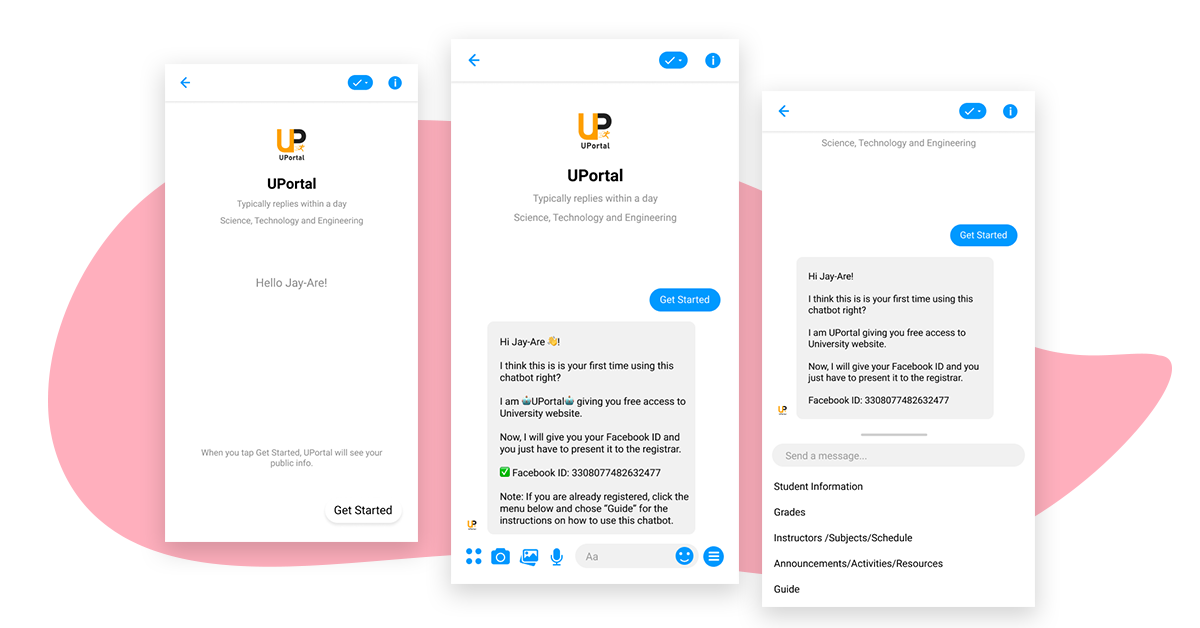 UP
UPortal
UPortal
Typically replies within a day
Science, Technology and Engineering
Hello Jay-Are!
When you tap Get Started, UPortal will see your
public info.
Get Started
UP
UPortal
UPortal
Typically replies within a day
Science, Technology and Engineering
Get Started
Hi Jay-Are 👋!
I think this is is your first time using this
chatbot right?
I am 🤖UPortal🤖 giving you free access to
University website.
Now, I will give you your Facebook ID and
you just have to present it to the registrar.
✅ Facebook ID: 3308077482632477
Note: If you are already registered, click the
menu below and chose “Guide” for the
instructions on how to use this chatbot.
UP
Aa
Science, Technology and Engineering
Get Started
Hi Jay-Are!
I think this is is your first time using this
chatbot right?
I am UPortal giving you free access to
University website.
Now, I will give your Facebook ID and you
just have to present it to the registrar.
Facebook ID: 3308077482632477
UP
Send a message...
Student Information
Grades
Instructors /Subjects/Schedule
Announcements/Activities/Resources
Guide